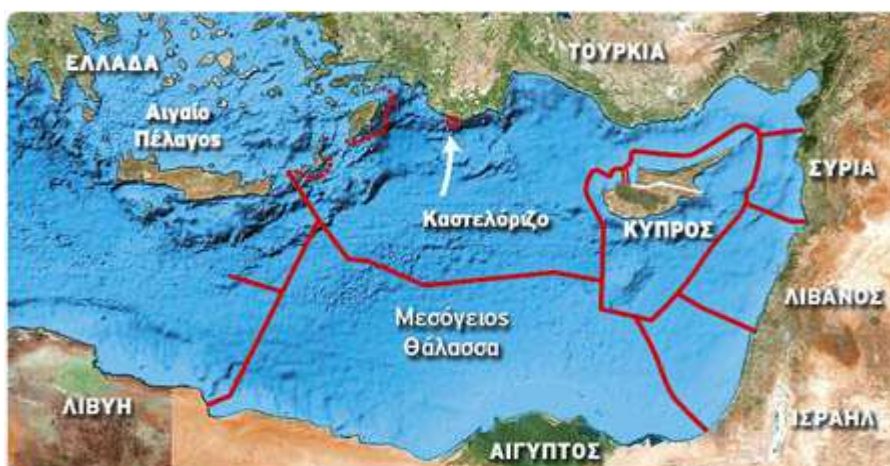 ΕΛΛΑΔΑ
ΤΟΥΡΚΙΑ
Αιγαίο
Πέλαγος
ΣΥΡΙΑ
Καστελόριζο
ΚΥΠΡΟΣ
ΛΙΒΑΝΟΣ
Μεσόγειος
Θάλασσα
ΛΙΒΥΗ
ΙΣΡΑΗΛ
ΑΙΓΥΠΤΟΣ